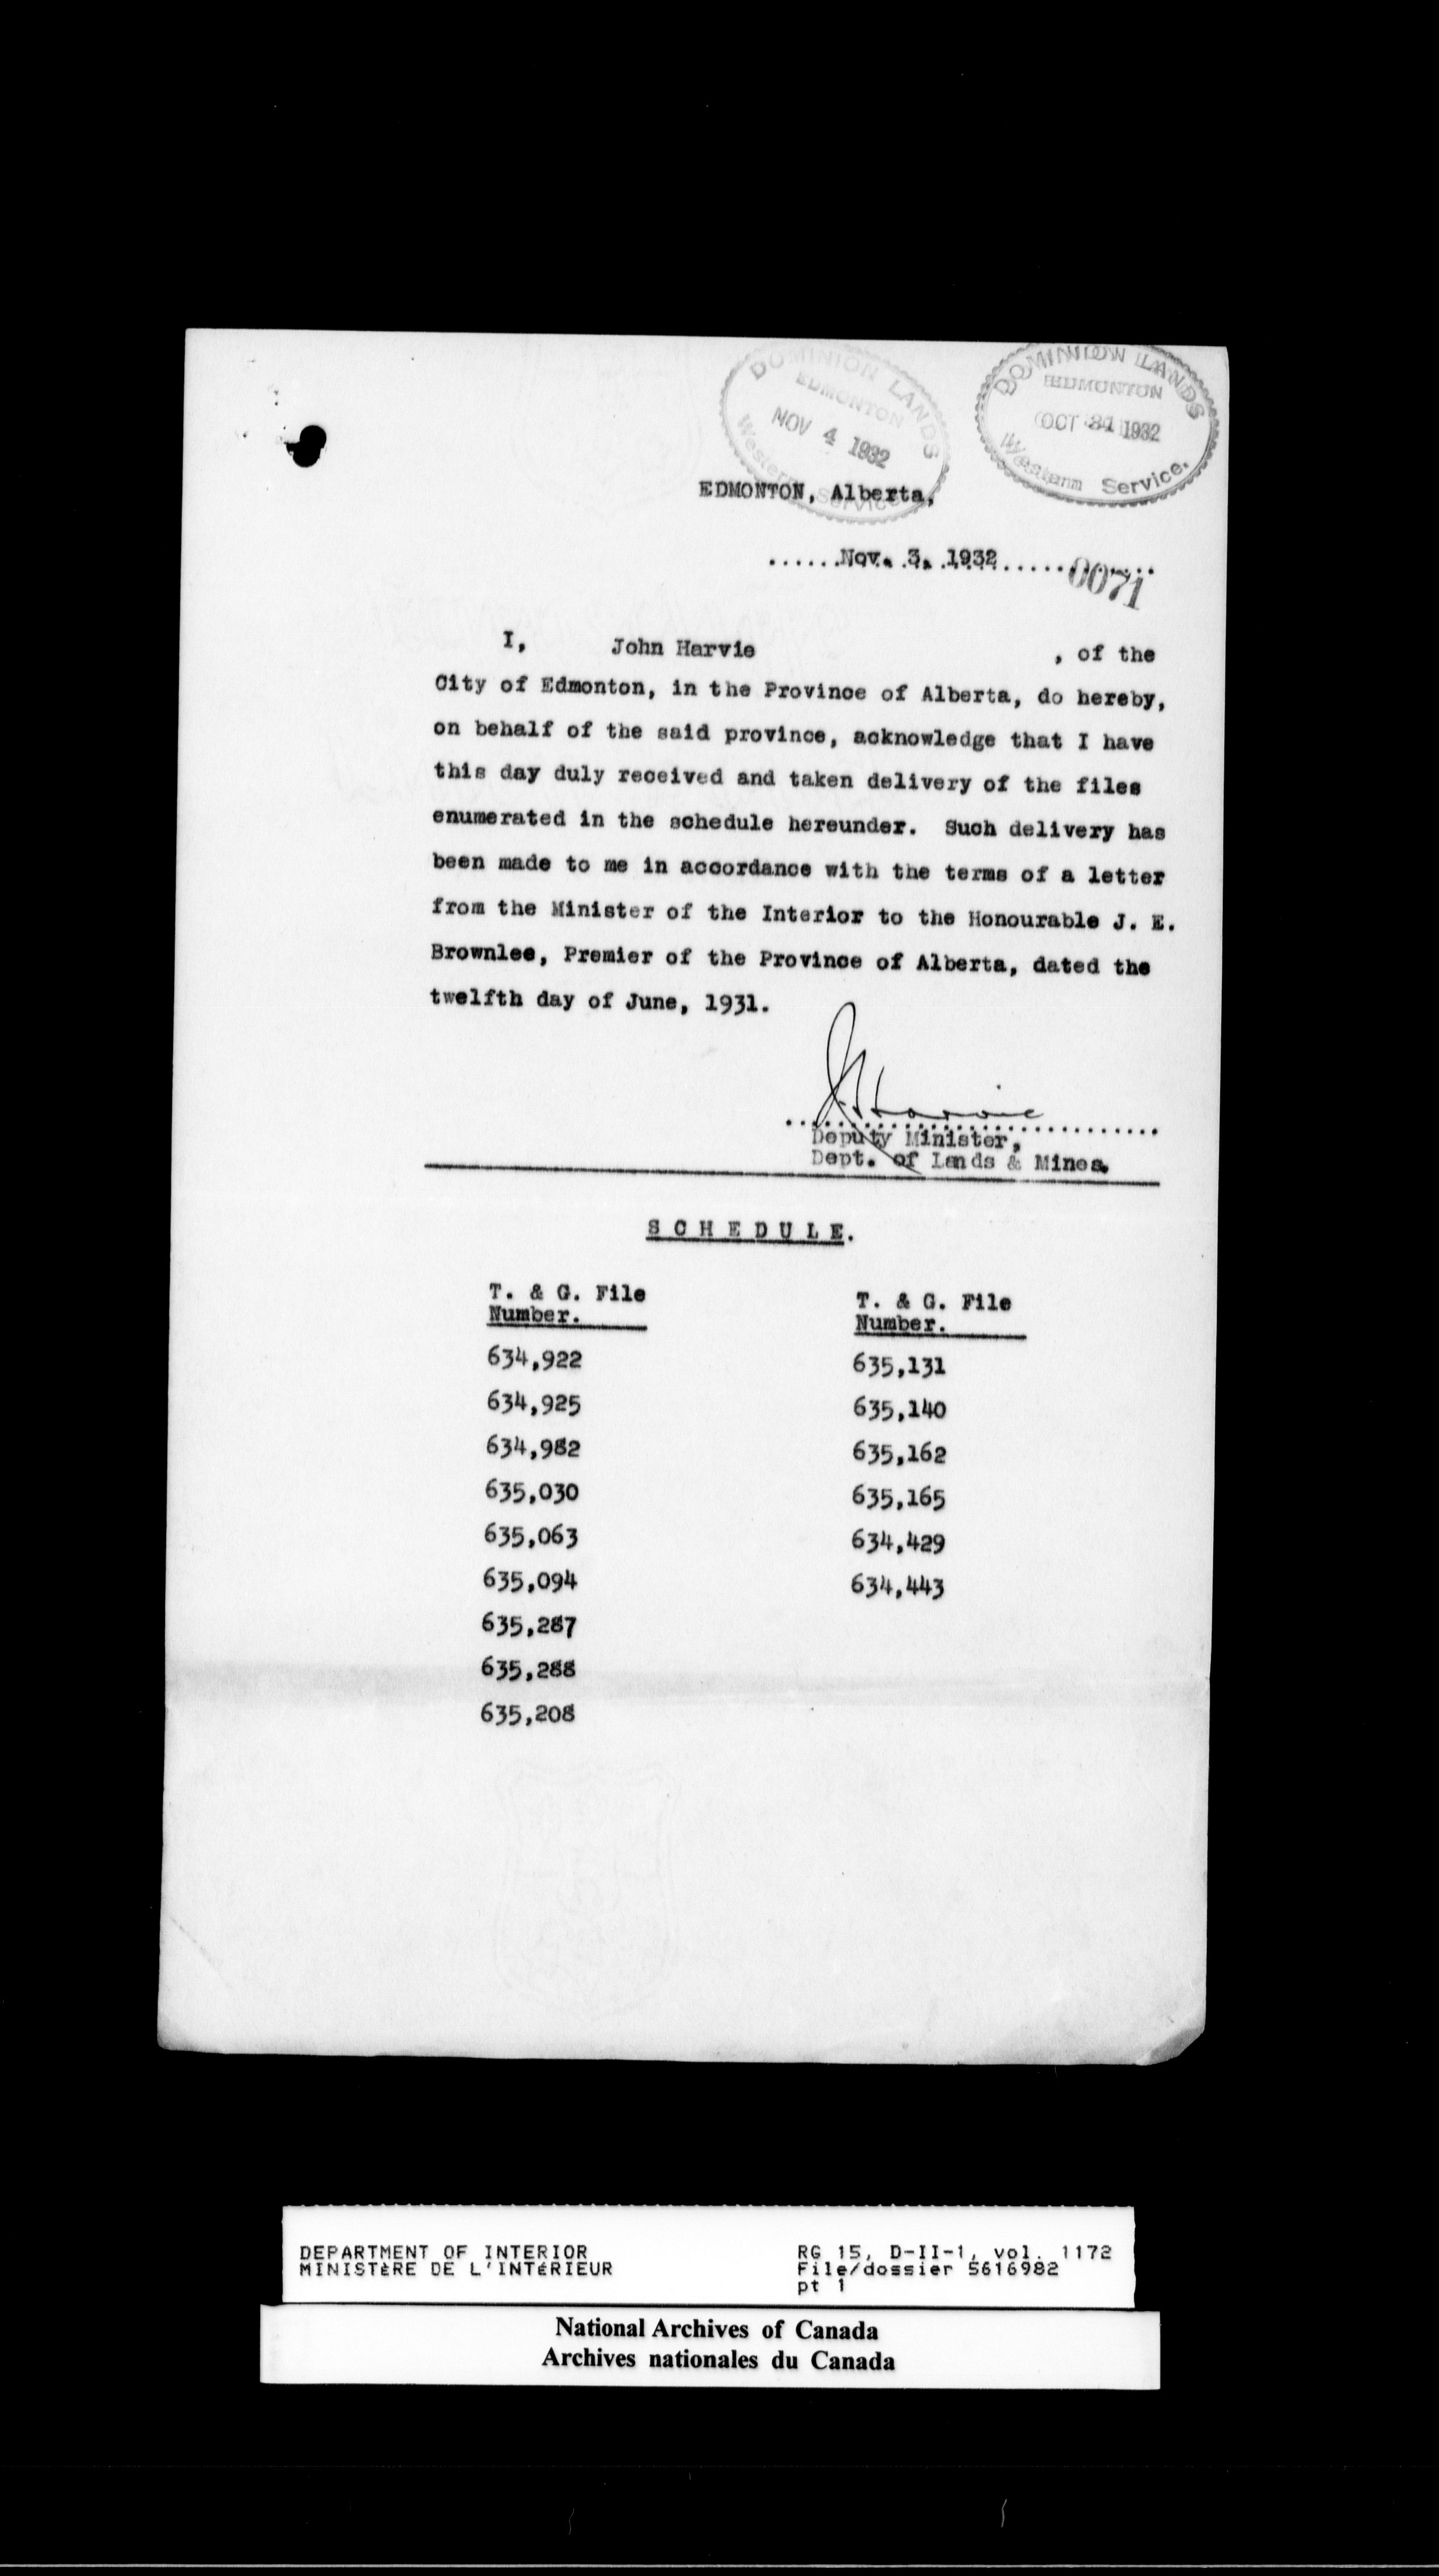 DOMINION LANDS
EDMONTON
NOV 4 1932
Western Service
DOMINION LANDS
EDMONTON
OCT 31 1932
Western Service.
EDMONTON, Alberta,
......Nov. 3, 1932..........
0071
I, John Harvie , of the
City of Edmonton, in the Province of Alberta, do hereby,
on behalf of the said province, acknowledge that I have
this day duly received and taken delivery of the files
enumerated in the schedule hereunder. Such delivery has
been made to me in accordance with the terms of a letter
from the Minister of the Interior to the Honourable J. E.
Brownlee, Premier of the Province of Alberta, dated the
twelfth day of June, 1931.
J Harvie
Deputy Minister,
Dept. of Lands & Mines.
SCHEDULE.
T. & G. File
Number.
634,922
634,925
634,982
635,030
635,063
635,094
635,287
635,288
635,208
T. & G. File
Number.
635,131
635,140
635,162
635,165
634,429
634,443
DEPARTMENT OF INTERIOR
MINISTÈRE DE L'INTÉRIEUR
RG 15, D-II-1, vol. 1172
File/dossier 5616982
pt 1
National Archives of Canada
Archives nationales du Canada